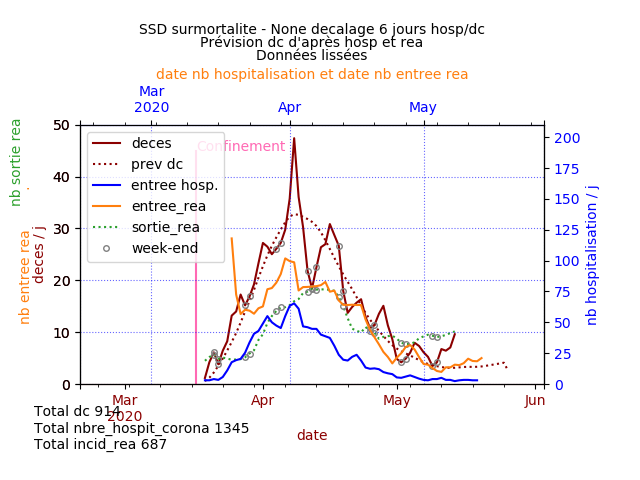 SSD surmortalite - None decalage 6 jours hosp/dc
Prévision dc d'après hosp et rea
Données lissées
date nb hospitalisation et date nb entree rea
Mar
2020
Apr
May
nb sortie rea
nb entree rea
deces / j
nb hospitalisation / j
50
40
30
20
10
0
200
175
150
125
100
75
50
25
0
Confinement
deces
prev dc
entree hosp.
entree_rea
sortie_rea
week-end
Mar
2020
Apr
May
Jun
date
Total dc 914
Total nbre_hospit_corona 1345
Total incid_rea 687